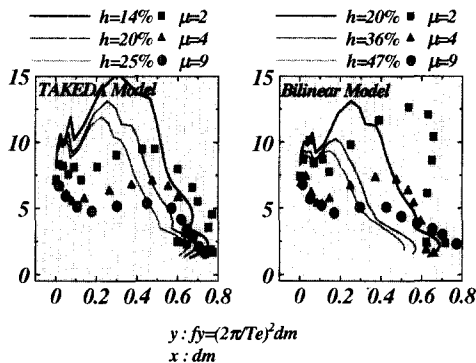 h=14% μ=2
h=20% μ=4
h=25% μ=9
h=20% μ=2
h=36% μ=4
h=47% μ=9
TAKEDA Model
Bilinear Model
15
10
5
0
0 0.2 0.4 0.6 0.8
15
10
5
0
0 0.2 0.4 0.6 0.8
y : fy=(2π/Te)²dm
x : dm